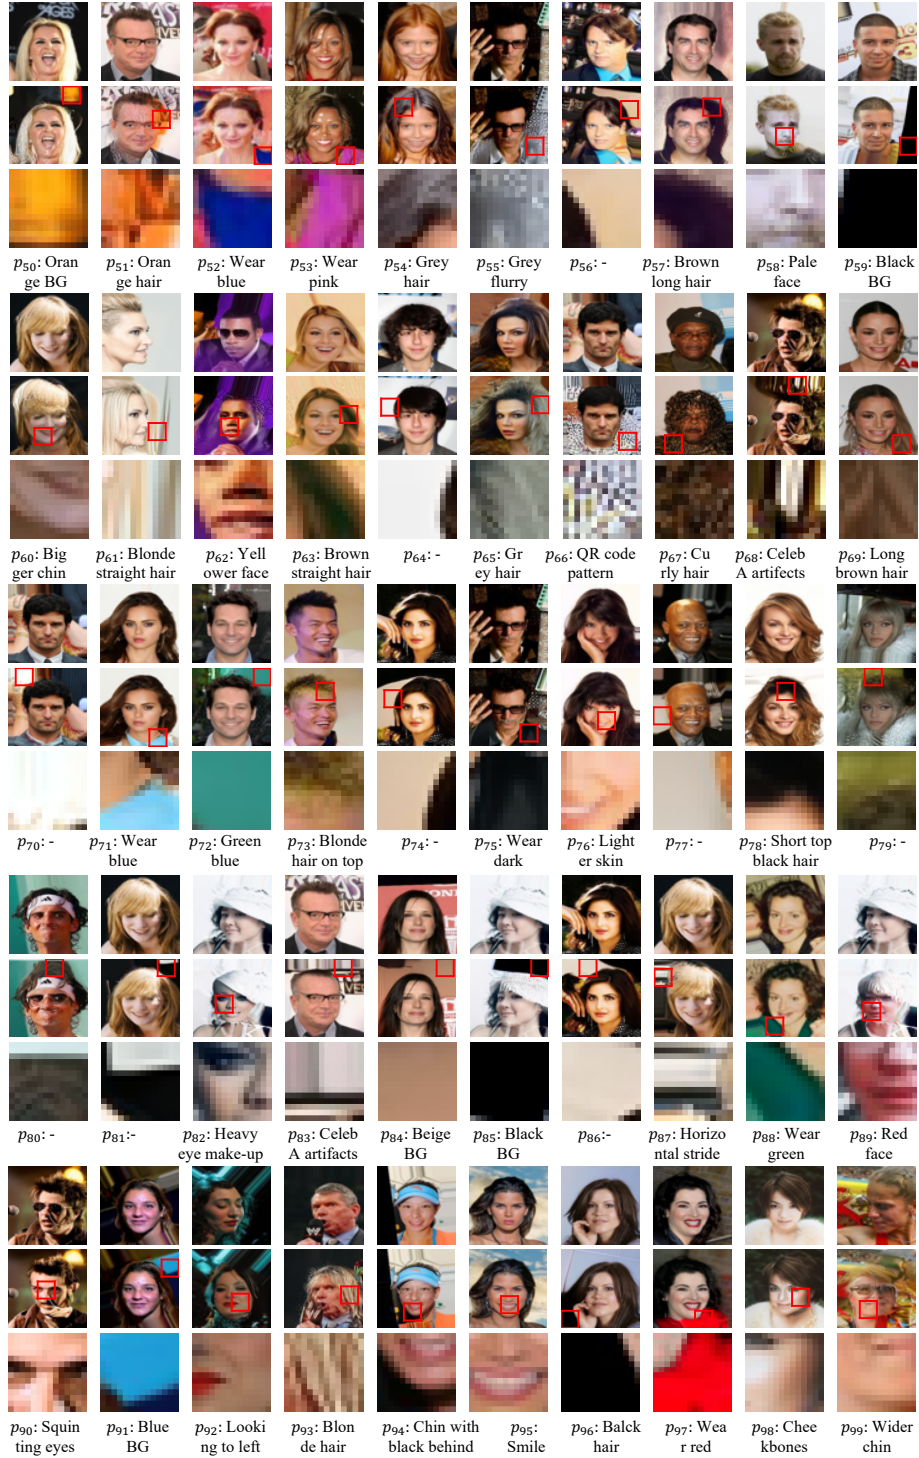 p50: Oran p51: Oran p52: Wear p53: Wear p54: Grey p55: Grey p56: - p57: Brown p58: Pale p59: Black
ge BG ge hair blue pink hair flurry long hair face BG
p60: Big p61: Blonde p62: Yell p63: Brown p64: - p65: Gr p66: QR code p67: Cu p68: Celeb p69: Long
ger chin straight hair ower face straight hair ey hair pattern rly hair A artifects brown hair
p70: - p71: Wear p72: Green p73: Blonde p74: - p75: Wear p76: Light p77: - p78: Short top p79: -
blue blue hair on top dark er skin black hair
p80: - p81:- p82: Heavy p83: Celeb p84: Beige p85: Black p86:- p87: Horizo p88: Wear p89: Red
eye make-up A artifacts BG BG ntal stride green face
p90: Squin p91: Blue p92: Looki p93: Blon p94: Chin with p95: p96: Balck p97: Wea p98: Chee p99: Wider
ting eyes BG ng to left de hair black behind Smile hair r red kbones chin